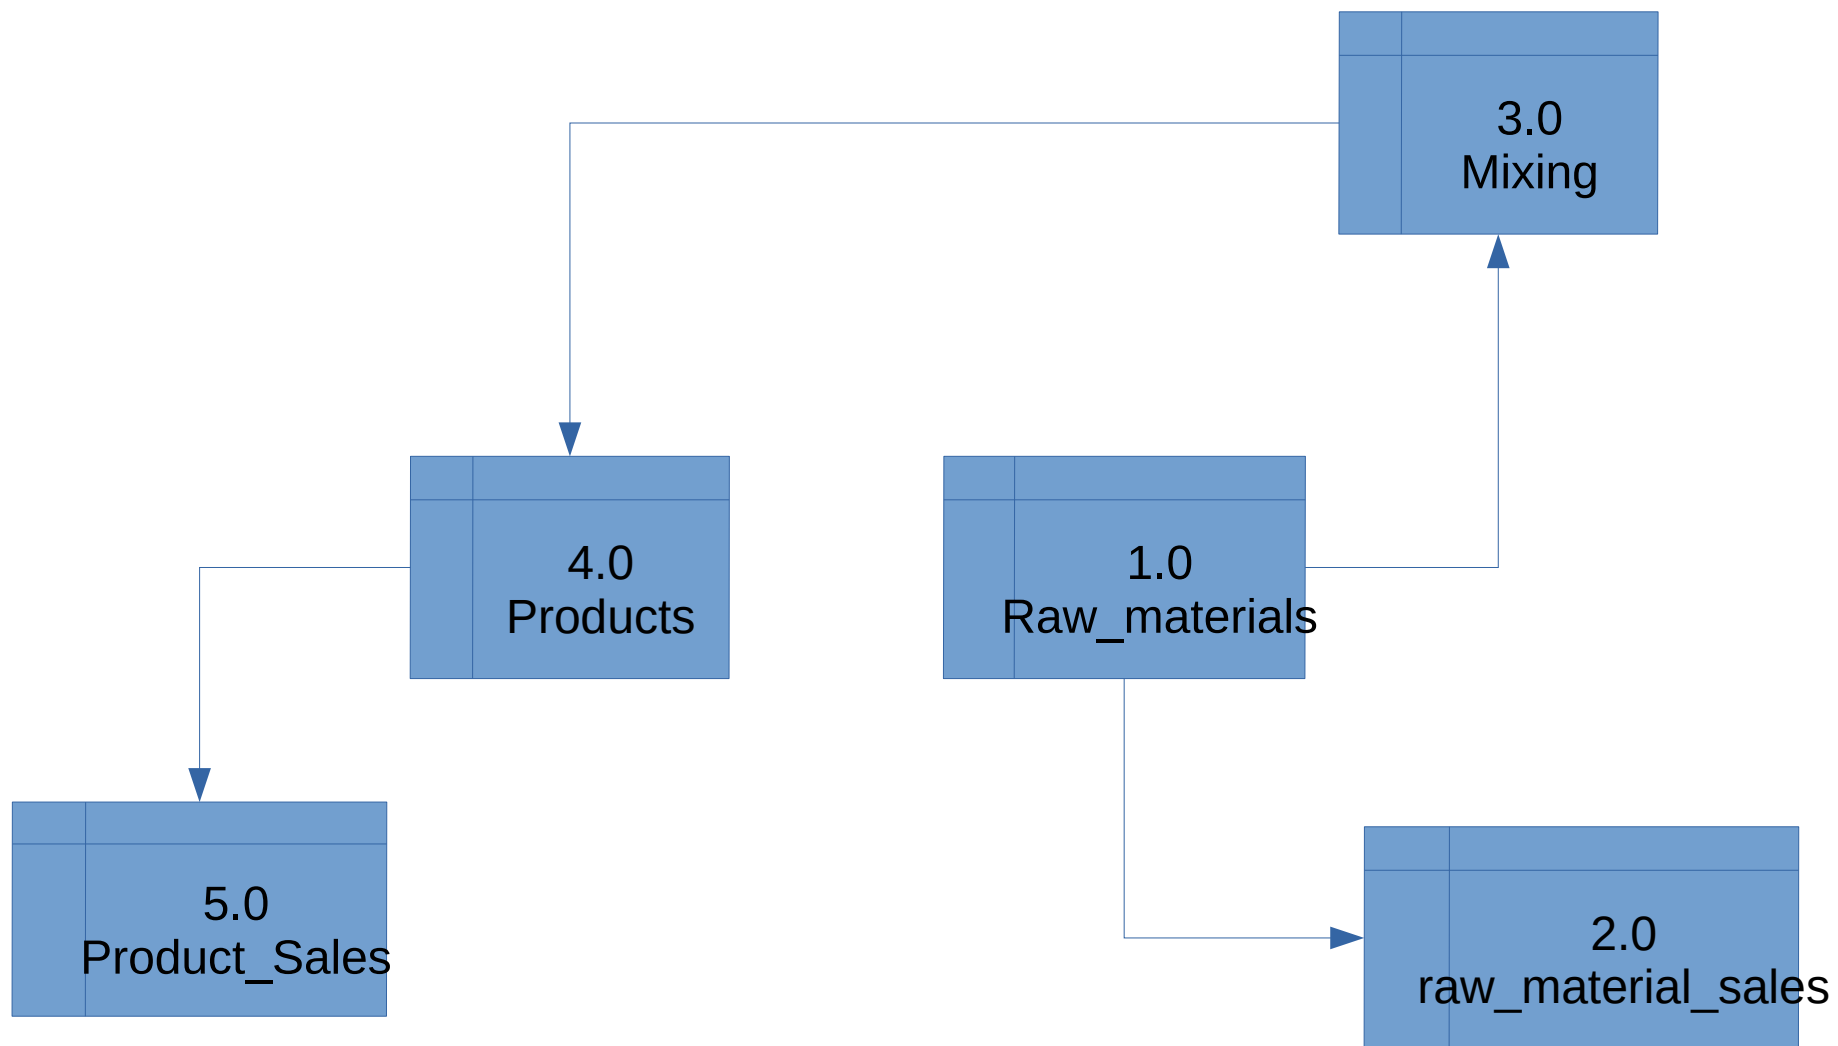 3.0
Mixing
4.0
Products
1.0
Raw_materials
5.0
Product_Sales
2.0
raw_material_sales